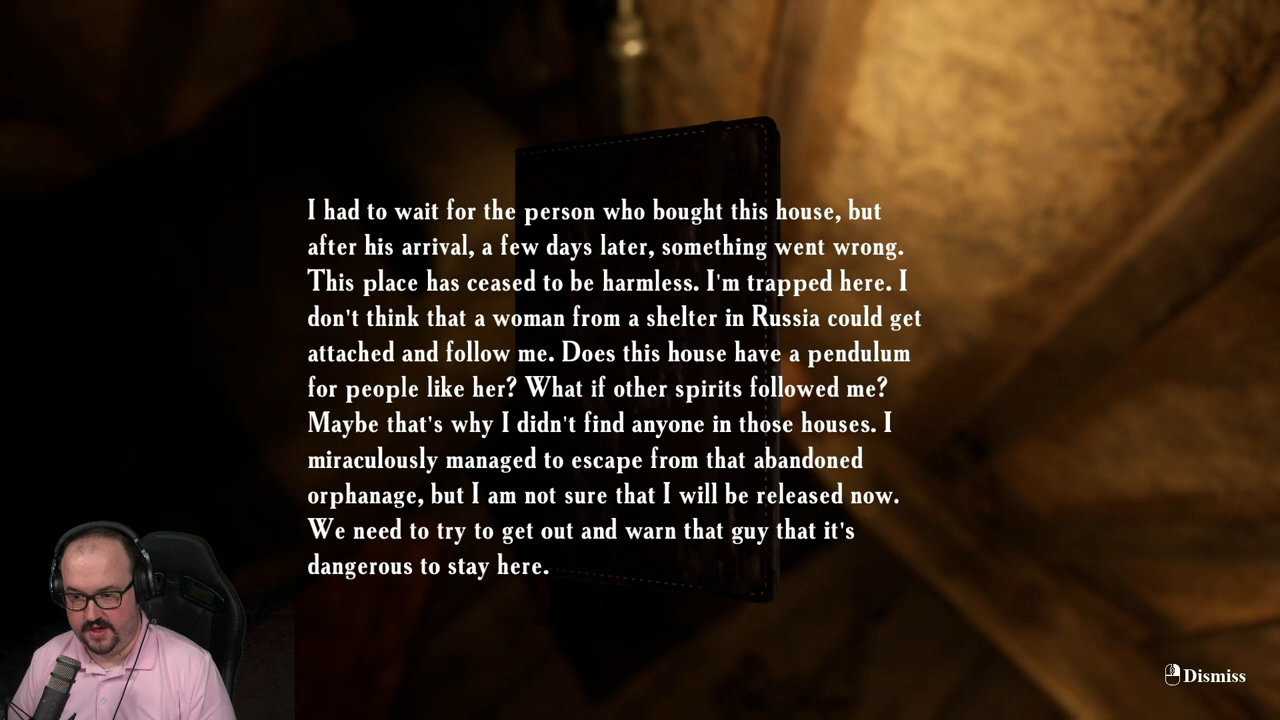 I had to wait for the person who bought this house, but
after his arrival, a few days later, something went wrong.
This place has ceased to be harmless. I'm trapped here. I
don't think that a woman from a shelter in Russia could get
attached and follow me. Does this house have a pendulum
for people like her? What if other spirits followed me?
Maybe that's why I didn't find anyone in those houses. I
miraculously managed to escape from that abandoned
orphanage, but I am not sure that I will be released now.
We need to try to get out and warn that guy that it's
dangerous to stay here.
Dismiss